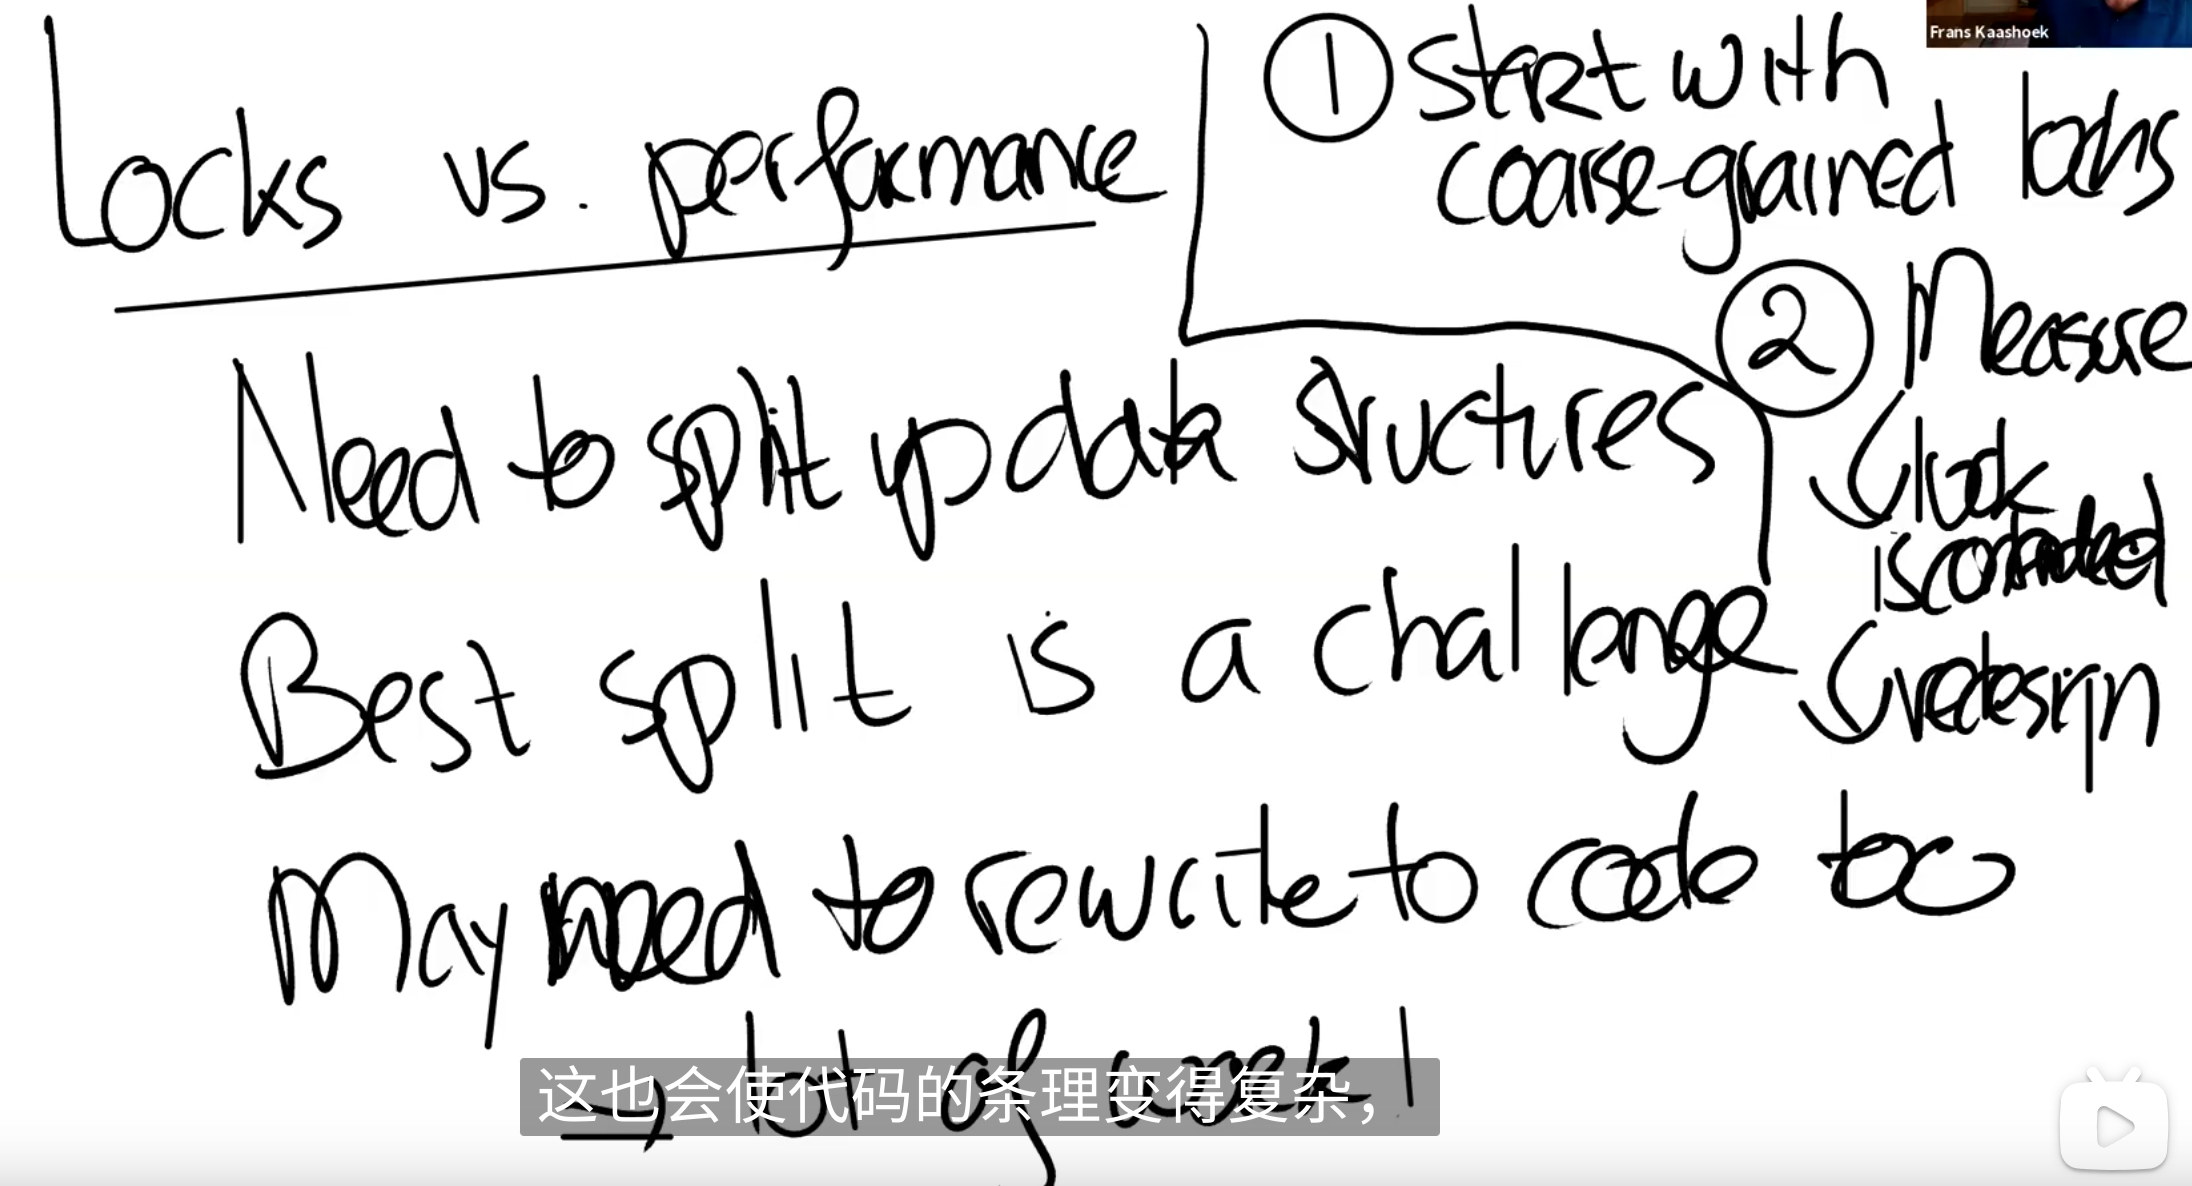 Locks vs. performance
Need to split up data structures
Best split is a challenge
May need to rewrite to code too
→ lot of work!
① Start with
coarse-grained locks
② Measure
lock
is contended
redesign
这也会使代码的条理变得复杂，
Frans Kaashoek